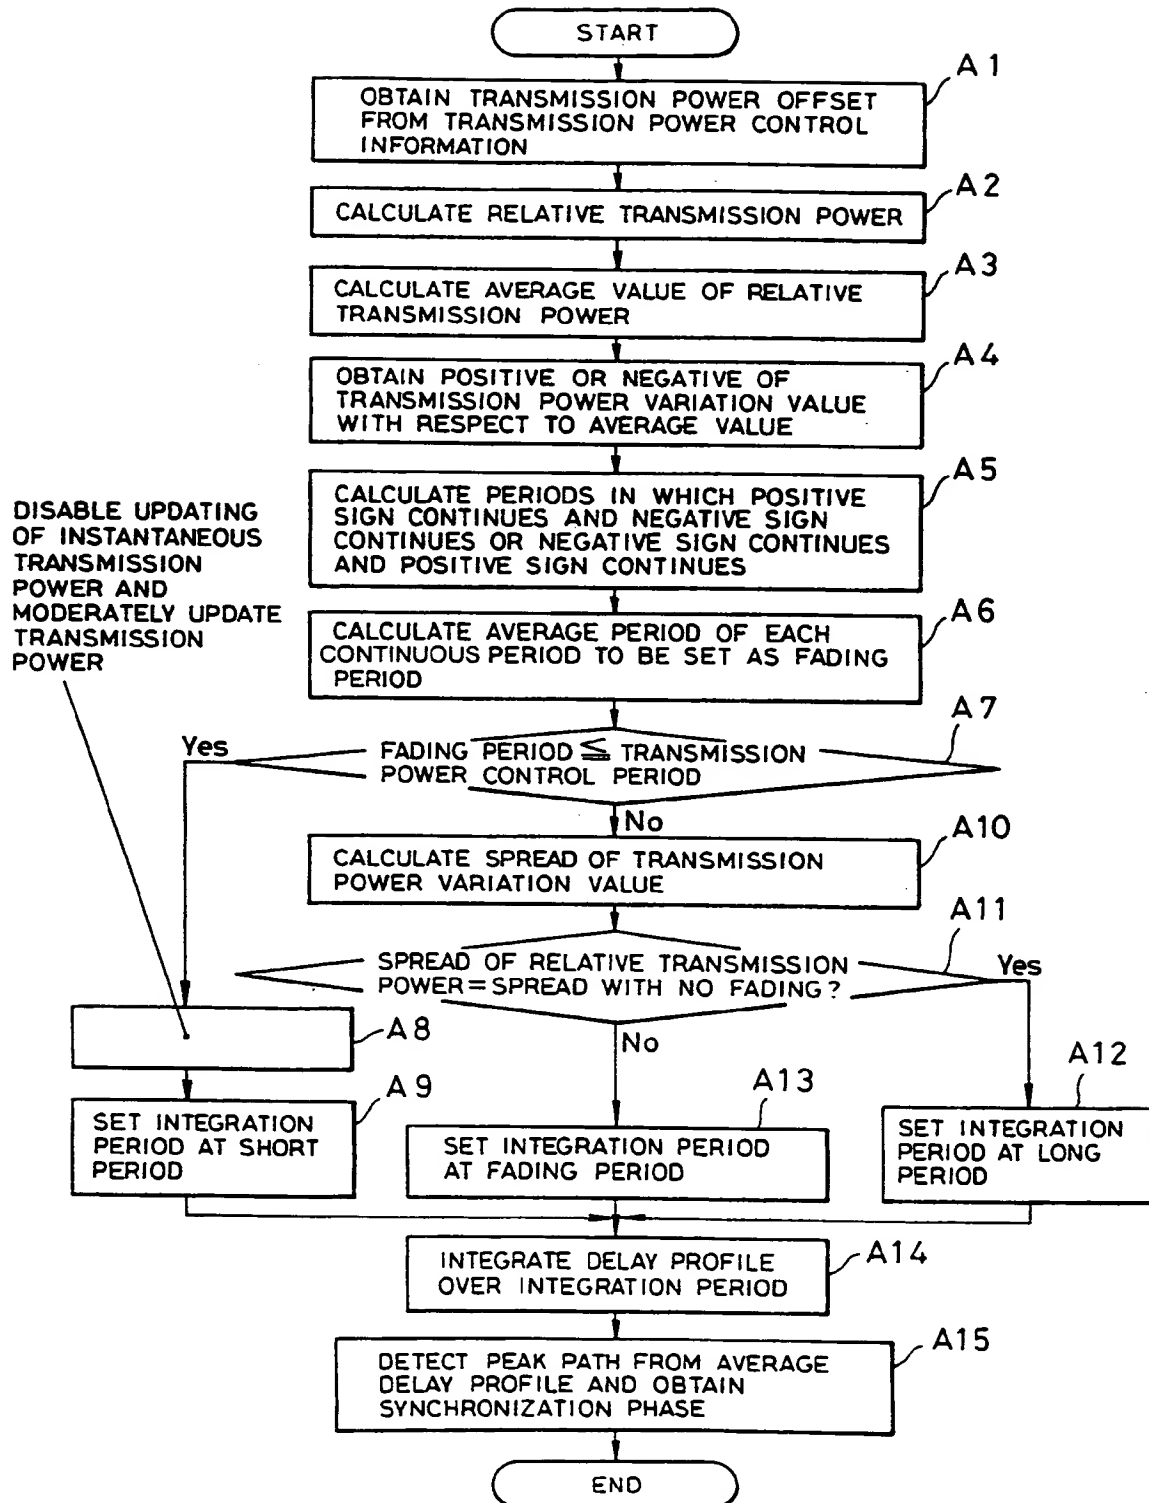 START
A1
OBTAIN TRANSMISSION POWER OFFSET
FROM TRANSMISSION POWER CONTROL
INFORMATION
A2
CALCULATE RELATIVE TRANSMISSION POWER
A3
CALCULATE AVERAGE VALUE OF RELATIVE
TRANSMISSION POWER
A4
OBTAIN POSITIVE OR NEGATIVE OF
TRANSMISSION POWER VARIATION VALUE
WITH RESPECT TO AVERAGE VALUE
A5
CALCULATE PERIODS IN WHICH POSITIVE
SIGN CONTINUES AND NEGATIVE SIGN
CONTINUES OR NEGATIVE SIGN CONTINUES
AND POSITIVE SIGN CONTINUES
DISABLE UPDATING
OF INSTANTANEOUS
TRANSMISSION
POWER AND
MODERATELY UPDATE
TRANSMISSION
POWER
A6
CALCULATE AVERAGE PERIOD OF EACH
CONTINUOUS PERIOD TO BE SET AS FADING
PERIOD
A7
Yes
FADING PERIOD ≦ TRANSMISSION
POWER CONTROL PERIOD
No
A10
CALCULATE SPREAD OF TRANSMISSION
POWER VARIATION VALUE
A11
SPREAD OF RELATIVE TRANSMISSION
POWER = SPREAD WITH NO FADING?
Yes
No
A8
A9
SET INTEGRATION
PERIOD AT SHORT
PERIOD
A13
SET INTEGRATION PERIOD
AT FADING PERIOD
A12
SET INTEGRATION
PERIOD AT LONG
PERIOD
A14
INTEGRATE DELAY PROFILE
OVER INTEGRATION PERIOD
A15
DETECT PEAK PATH FROM AVERAGE
DELAY PROFILE AND OBTAIN
SYNCHRONIZATION PHASE
END